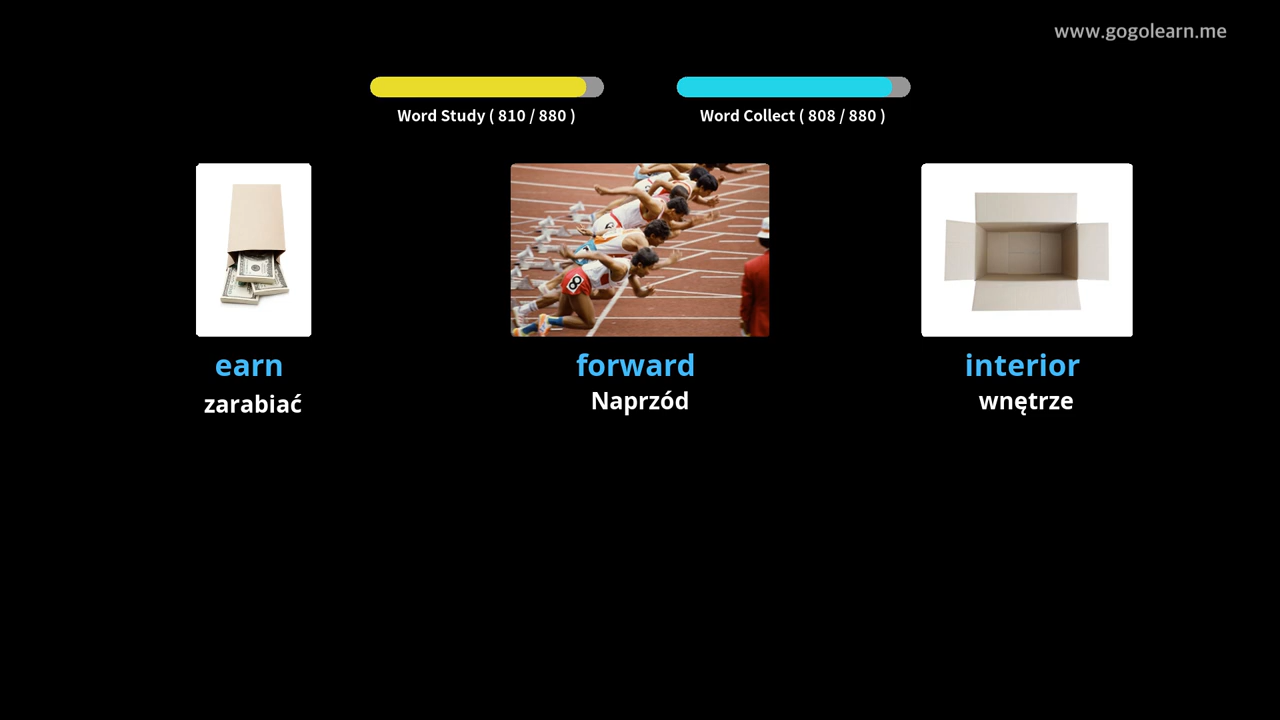 www.gogolearn.me
Word Study ( 810 / 880 )
Word Collect ( 808 / 880 )
earn
zarabiać
forward
Naprzód
interior
wnętrze